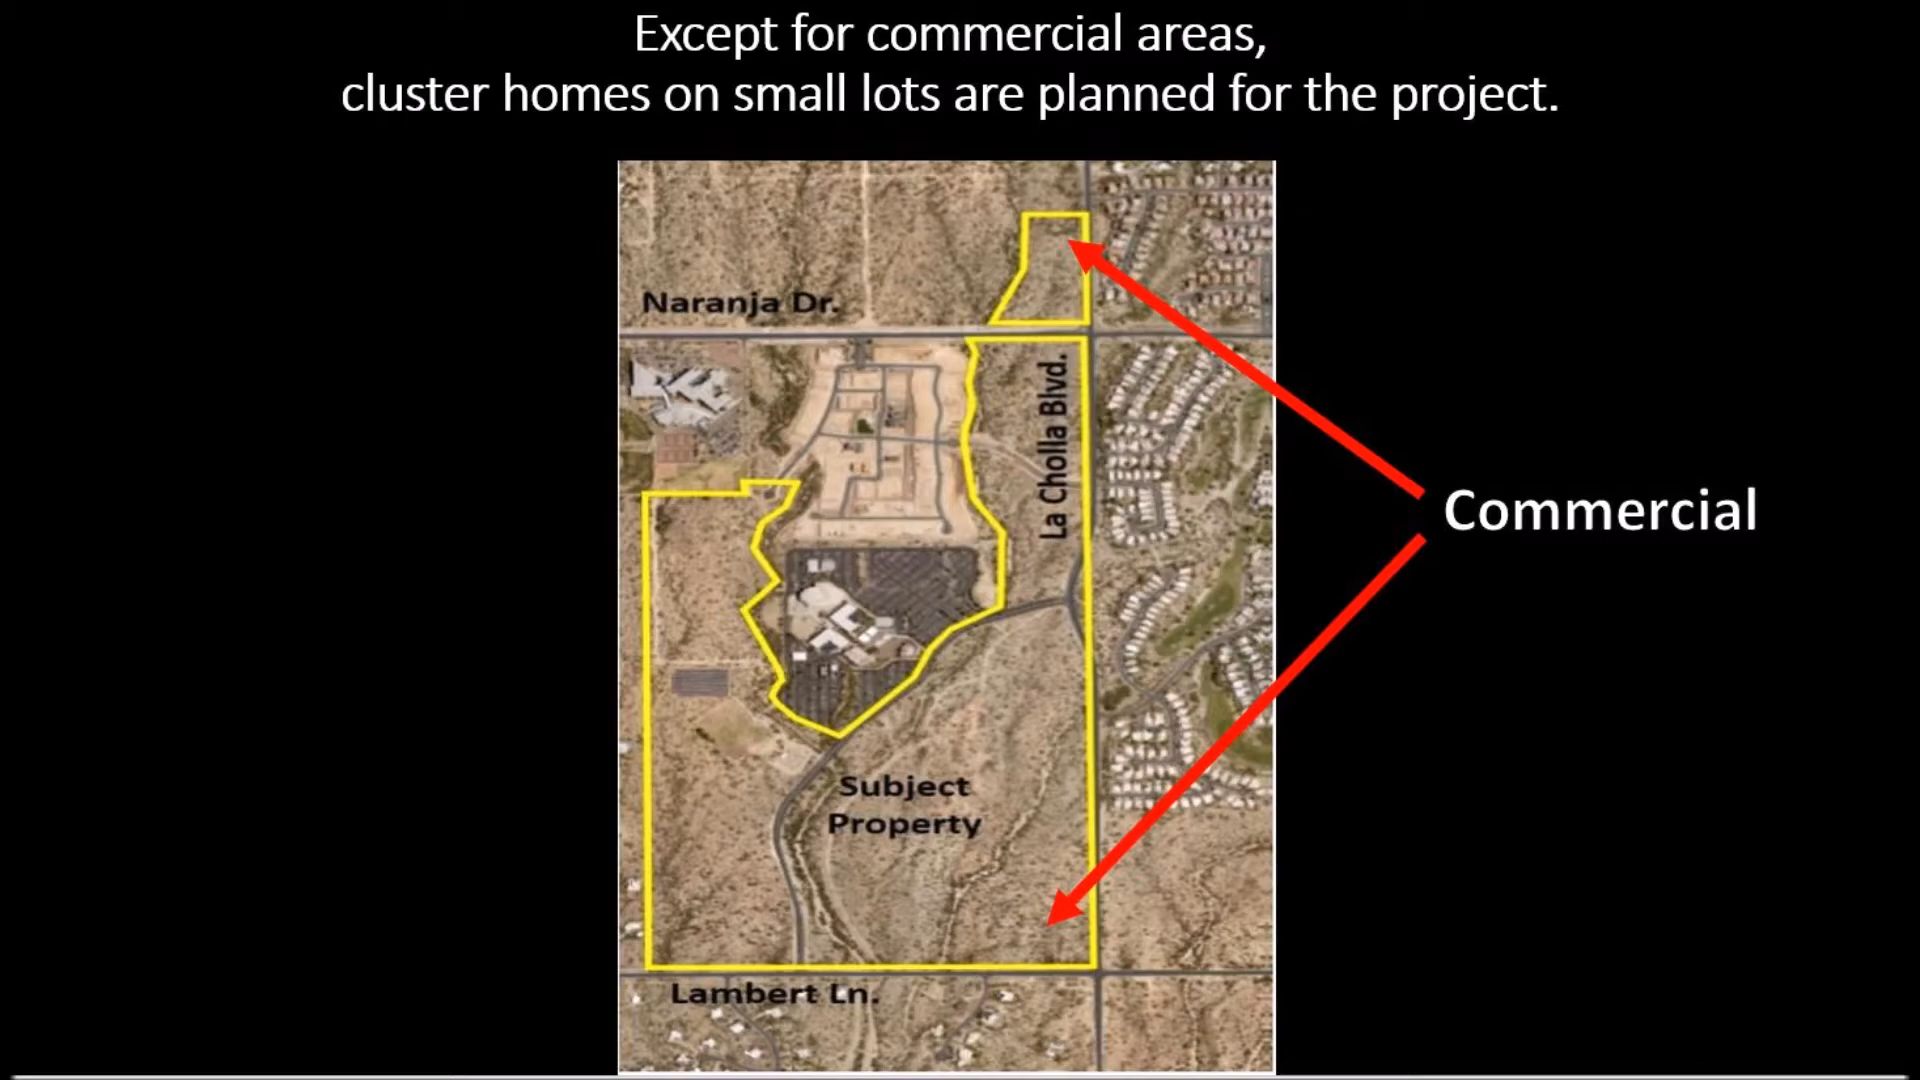 Except for commercial areas,
cluster homes on small lots are planned for the project.
Naranja Dr.
La Cholla Blvd.
Commercial
Subject
Property
Lambert Ln.